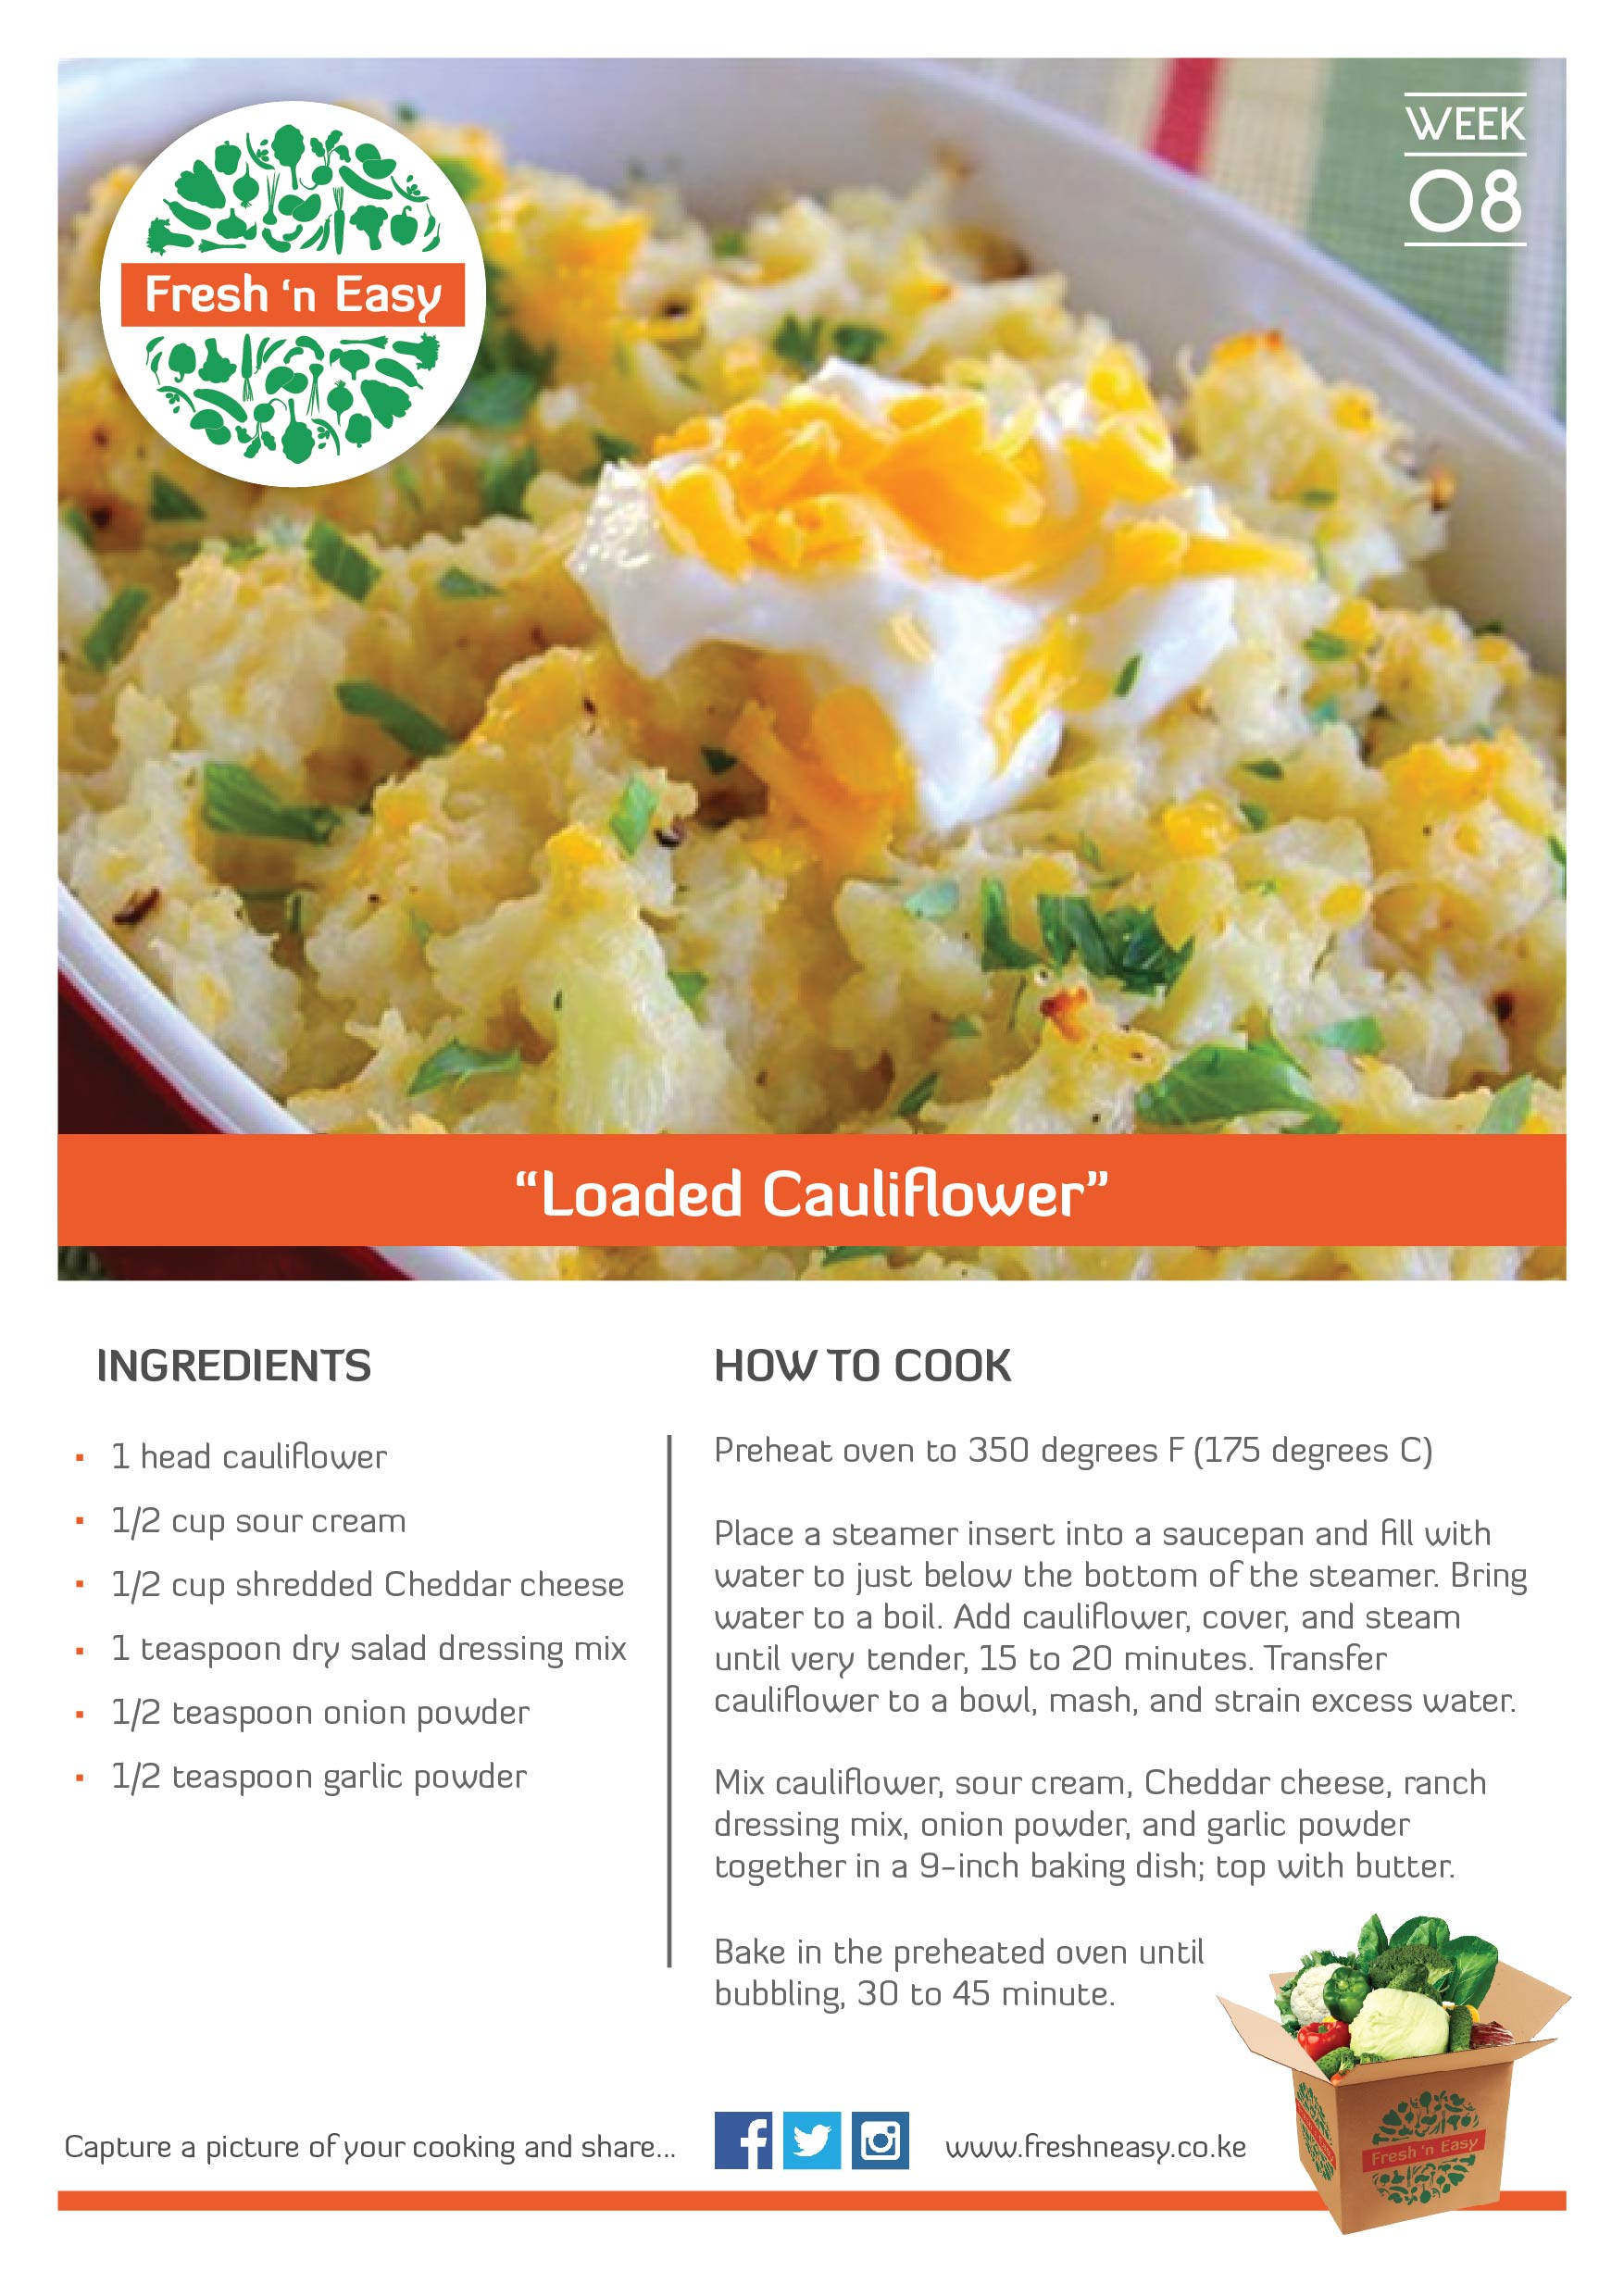 WEEK
08
Fresh ‘n Easy
“Loaded Cauliflower”
INGREDIENTS
▪ 1 head cauliflower
▪ 1/2 cup sour cream
▪ 1/2 cup shredded Cheddar cheese
▪ 1 teaspoon dry salad dressing mix
▪ 1/2 teaspoon onion powder
▪ 1/2 teaspoon garlic powder
HOW TO COOK
Preheat oven to 350 degrees F (175 degrees C)
Place a steamer insert into a saucepan and fill with
water to just below the bottom of the steamer. Bring
water to a boil. Add cauliflower, cover, and steam
until very tender, 15 to 20 minutes. Transfer
cauliflower to a bowl, mash, and strain excess water.
Mix cauliflower, sour cream, Cheddar cheese, ranch
dressing mix, onion powder, and garlic powder
together in a 9-inch baking dish; top with butter.
Bake in the preheated oven until
bubbling, 30 to 45 minute.
Capture a picture of your cooking and share...
www.freshneasy.co.ke
Fresh ‘n Easy